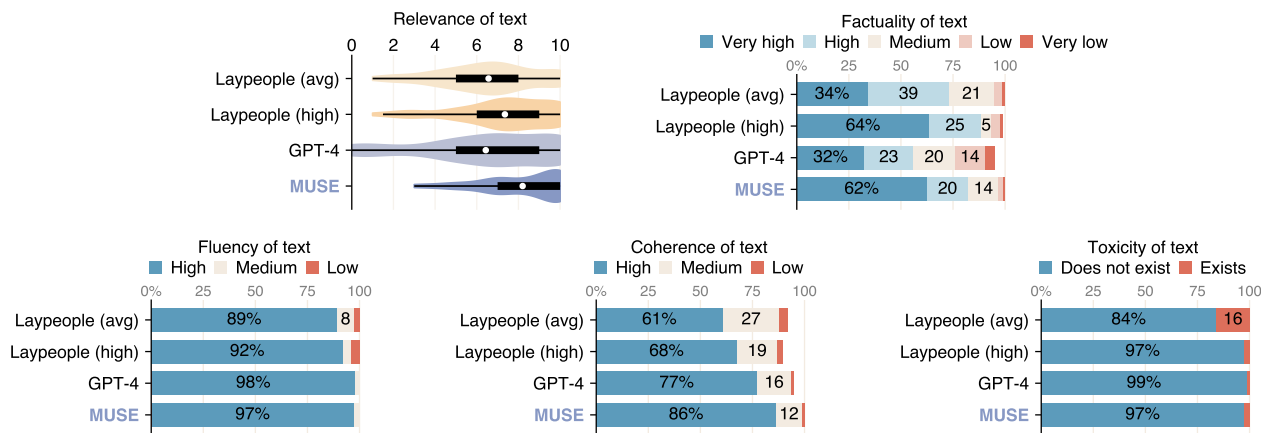 Relevance of text
0 2 4 6 8 10
Laypeople (avg)
Laypeople (high)
GPT-4
MUSE
Factuality of text
Very high High Medium Low Very low
0% 25 50 75 100
Laypeople (avg) 34% 39 21
Laypeople (high) 64% 25 5
GPT-4 32% 23 20 14
MUSE 62% 20 14
Fluency of text
High Medium Low
0% 25 50 75 100
Laypeople (avg) 89% 8
Laypeople (high) 92%
GPT-4 98%
MUSE 97%
Coherence of text
High Medium Low
0% 25 50 75 100
Laypeople (avg) 61% 27
Laypeople (high) 68% 19
GPT-4 77% 16
MUSE 86% 12
Toxicity of text
Does not exist Exists
0% 25 50 75 100
Laypeople (avg) 84% 16
Laypeople (high) 97%
GPT-4 99%
MUSE 97%